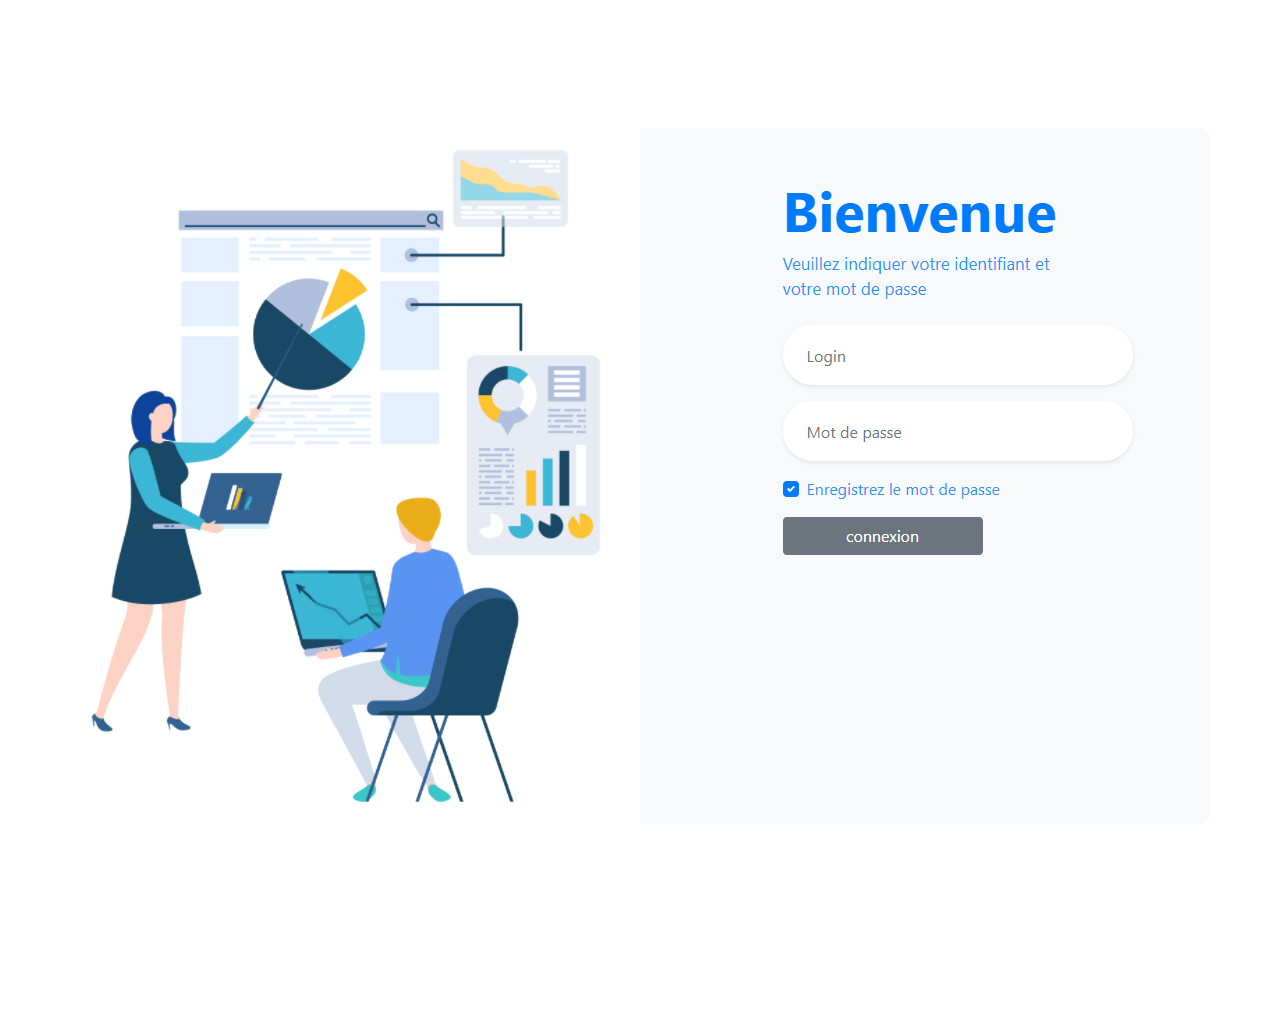 Bienvenue
Veuillez indiquer votre identifiant et
votre mot de passe
Login
Mot de passe
Enregistrez le mot de passe
connexion